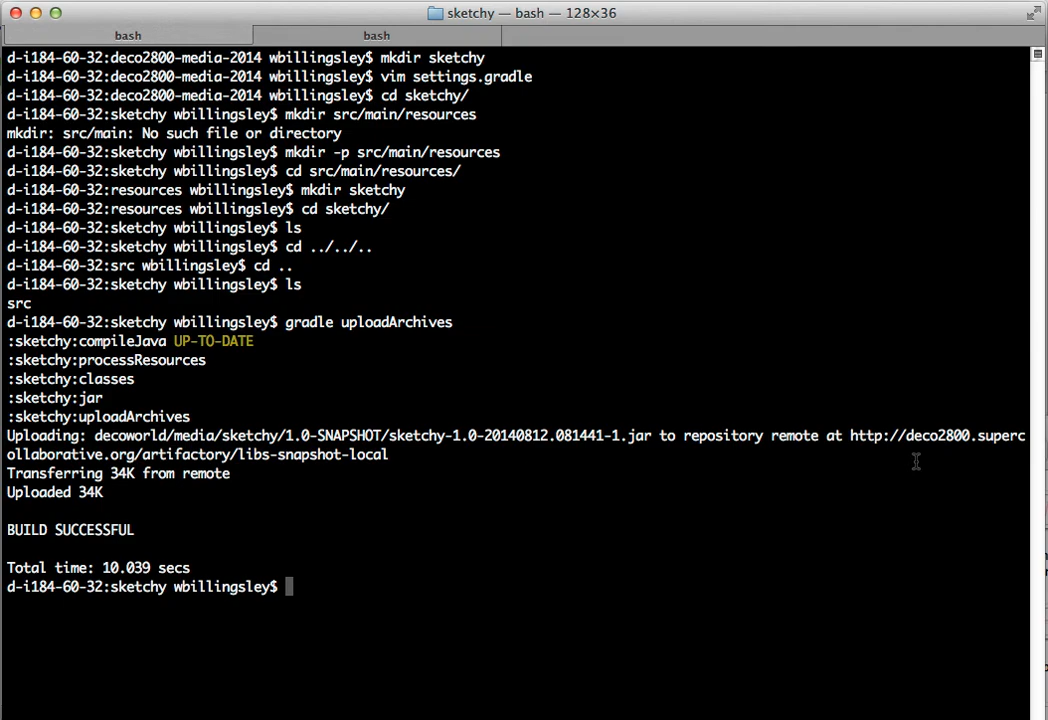 sketchy — bash — 128×36
bash bash
d-i184-60-32:deco2800-media-2014 wbillingsley$ mkdir sketchy
d-i184-60-32:deco2800-media-2014 wbillingsley$ vim settings.gradle
d-i184-60-32:deco2800-media-2014 wbillingsley$ cd sketchy/
d-i184-60-32:sketchy wbillingsley$ mkdir src/main/resources
mkdir: src/main: No such file or directory
d-i184-60-32:sketchy wbillingsley$ mkdir -p src/main/resources
d-i184-60-32:sketchy wbillingsley$ cd src/main/resources/
d-i184-60-32:resources wbillingsley$ mkdir sketchy
d-i184-60-32:resources wbillingsley$ cd sketchy/
d-i184-60-32:sketchy wbillingsley$ ls
d-i184-60-32:sketchy wbillingsley$ cd ../../..
d-i184-60-32:src wbillingsley$ cd ..
d-i184-60-32:sketchy wbillingsley$ ls
src
d-i184-60-32:sketchy wbillingsley$ gradle uploadArchives
:sketchy:compileJava UP-TO-DATE
:sketchy:processResources
:sketchy:classes
:sketchy:jar
:sketchy:uploadArchives
Uploading: decoworld/media/sketchy/1.0-SNAPSHOT/sketchy-1.0-20140812.081441-1.jar to repository remote at http://deco2800.superc
ollaborative.org/artifactory/libs-snapshot-local
Transferring 34K from remote
Uploaded 34K
BUILD SUCCESSFUL
Total time: 10.039 secs
d-i184-60-32:sketchy wbillingsley$